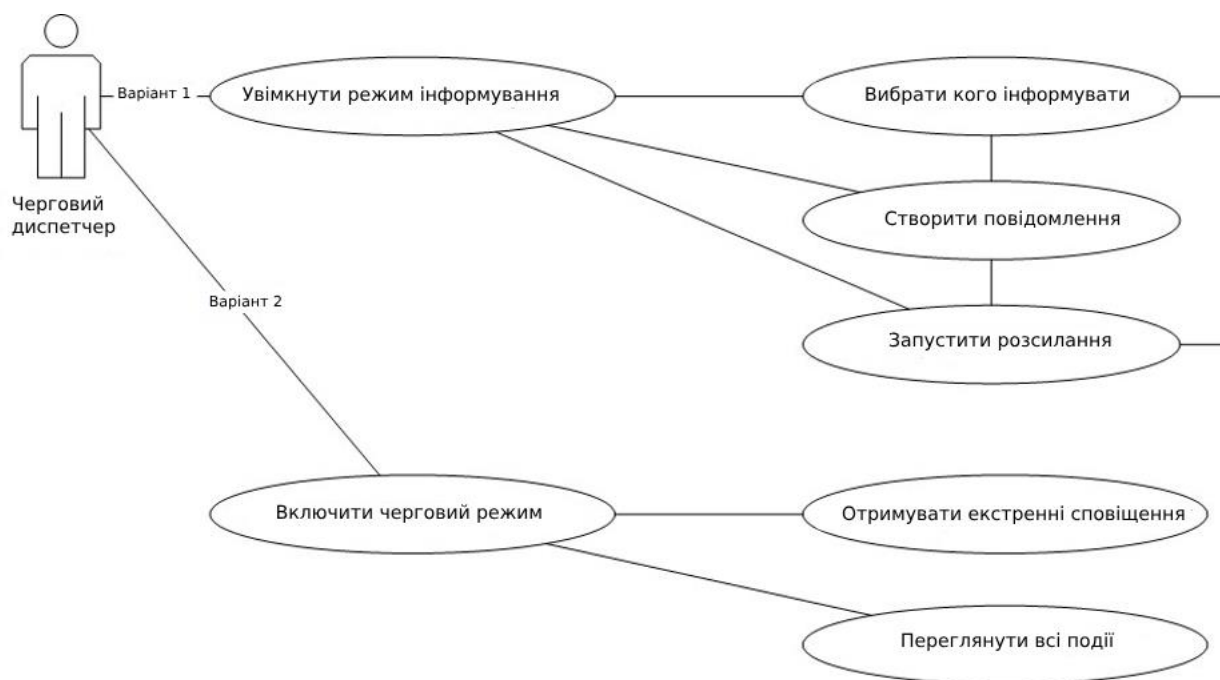 Варіант 1
Увімкнути режим інформування
Вибрати кого інформувати
Черговий
диспетчер
Створити повідомлення
Варіант 2
Запустити розсилання
Включити черговий режим
Отримувати екстренні сповіщення
Переглянути всі події